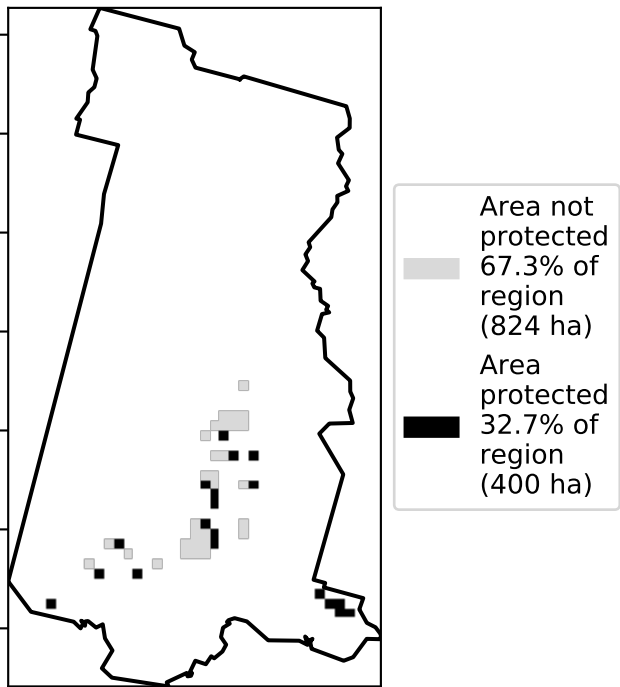 Area not
protected
67.3% of
region
(824 ha)
Area
protected
32.7% of
region
(400 ha)